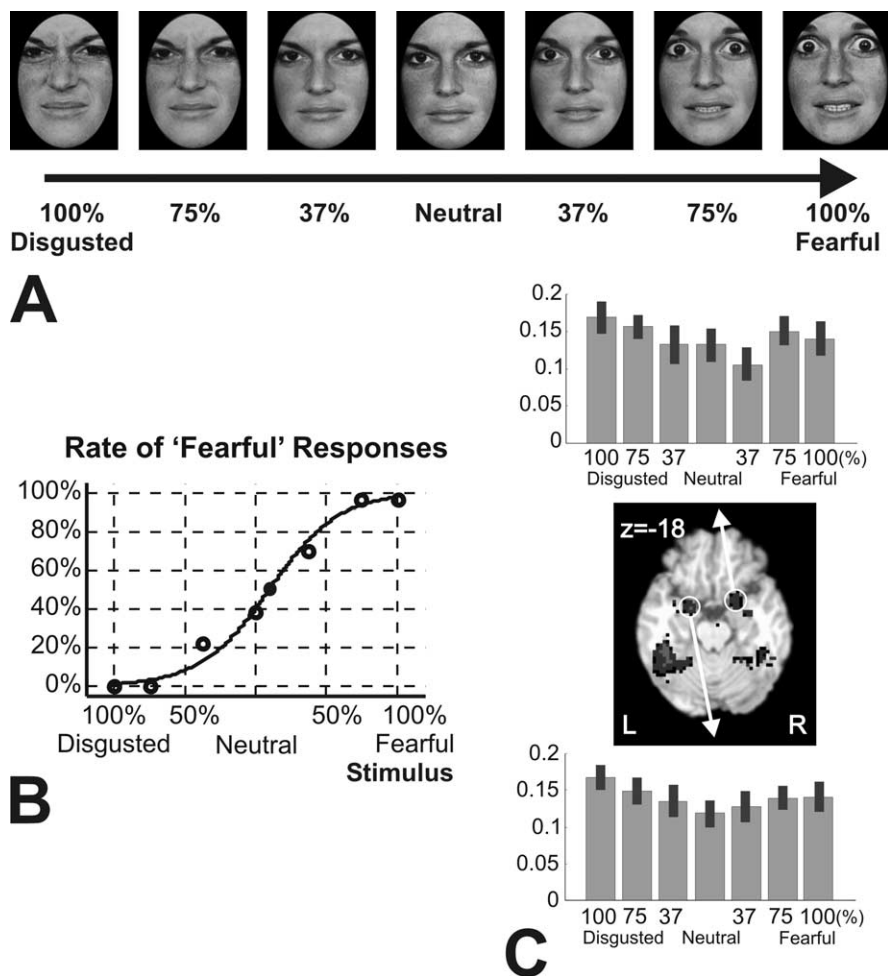 100% 75% 37% Neutral 37% 75% 100%
Disgusted Fearful
A
0.2
0.15
0.1
0.05
0
100 75 37 37 75 100(%)
Disgusted Neutral Fearful
Rate of 'Fearful' Responses
100%
80%
60%
40%
20%
0%
100% 50% 50% 100%
Disgusted Neutral Fearful
Stimulus
B
z=-18
L R
0.2
0.15
0.1
0.05
0
100 75 37 37 75 100(%)
Disgusted Neutral Fearful
C